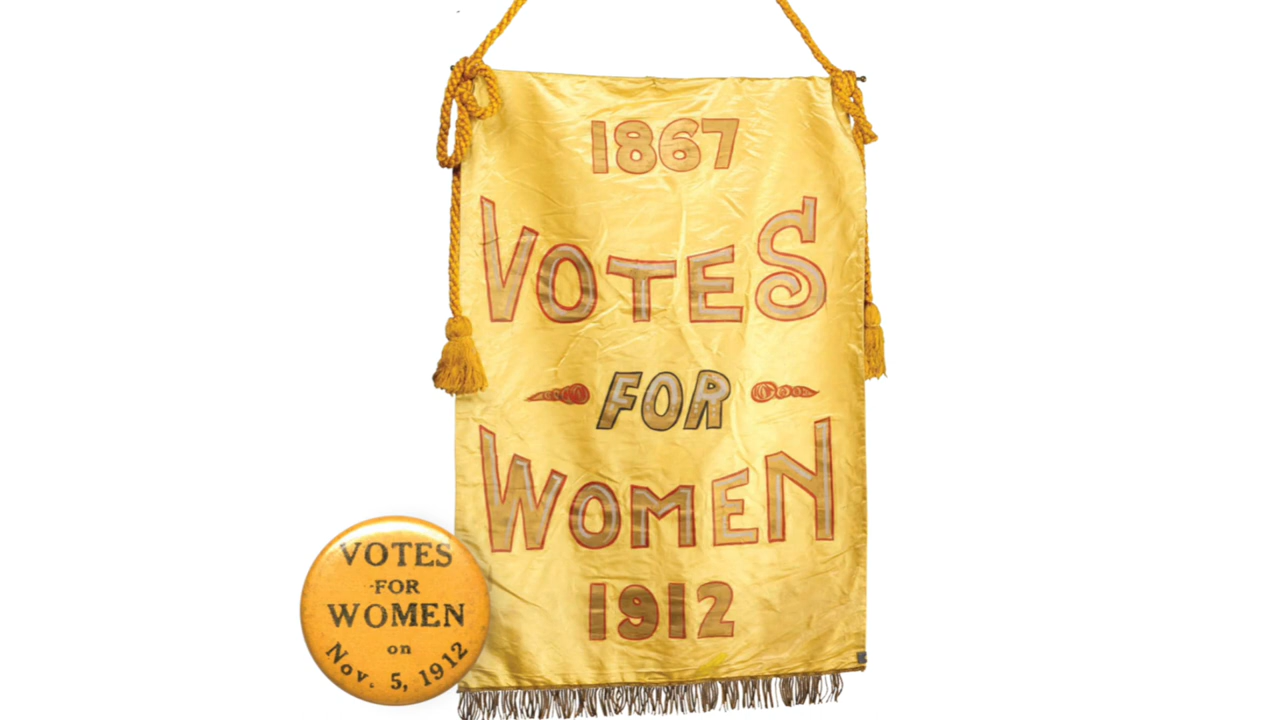 1867
VOTES
FOR
WOMEN
1912
VOTES
-FOR
WOMEN
on
Nov. 5, 1912